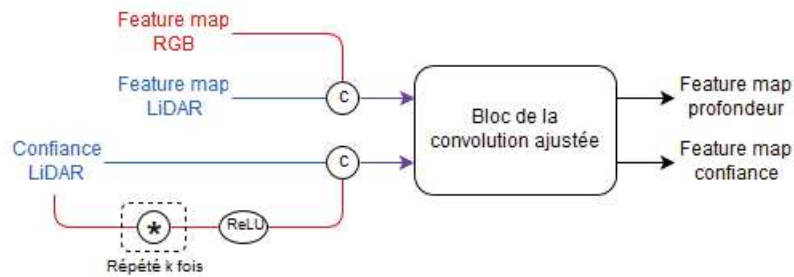 Feature map
RGB
Feature map
LiDAR
C
Confiance
LiDAR
C
Bloc de la
convolution ajustée
Feature map
profondeur
Feature map
confiance
*
ReLU
Répété k fois